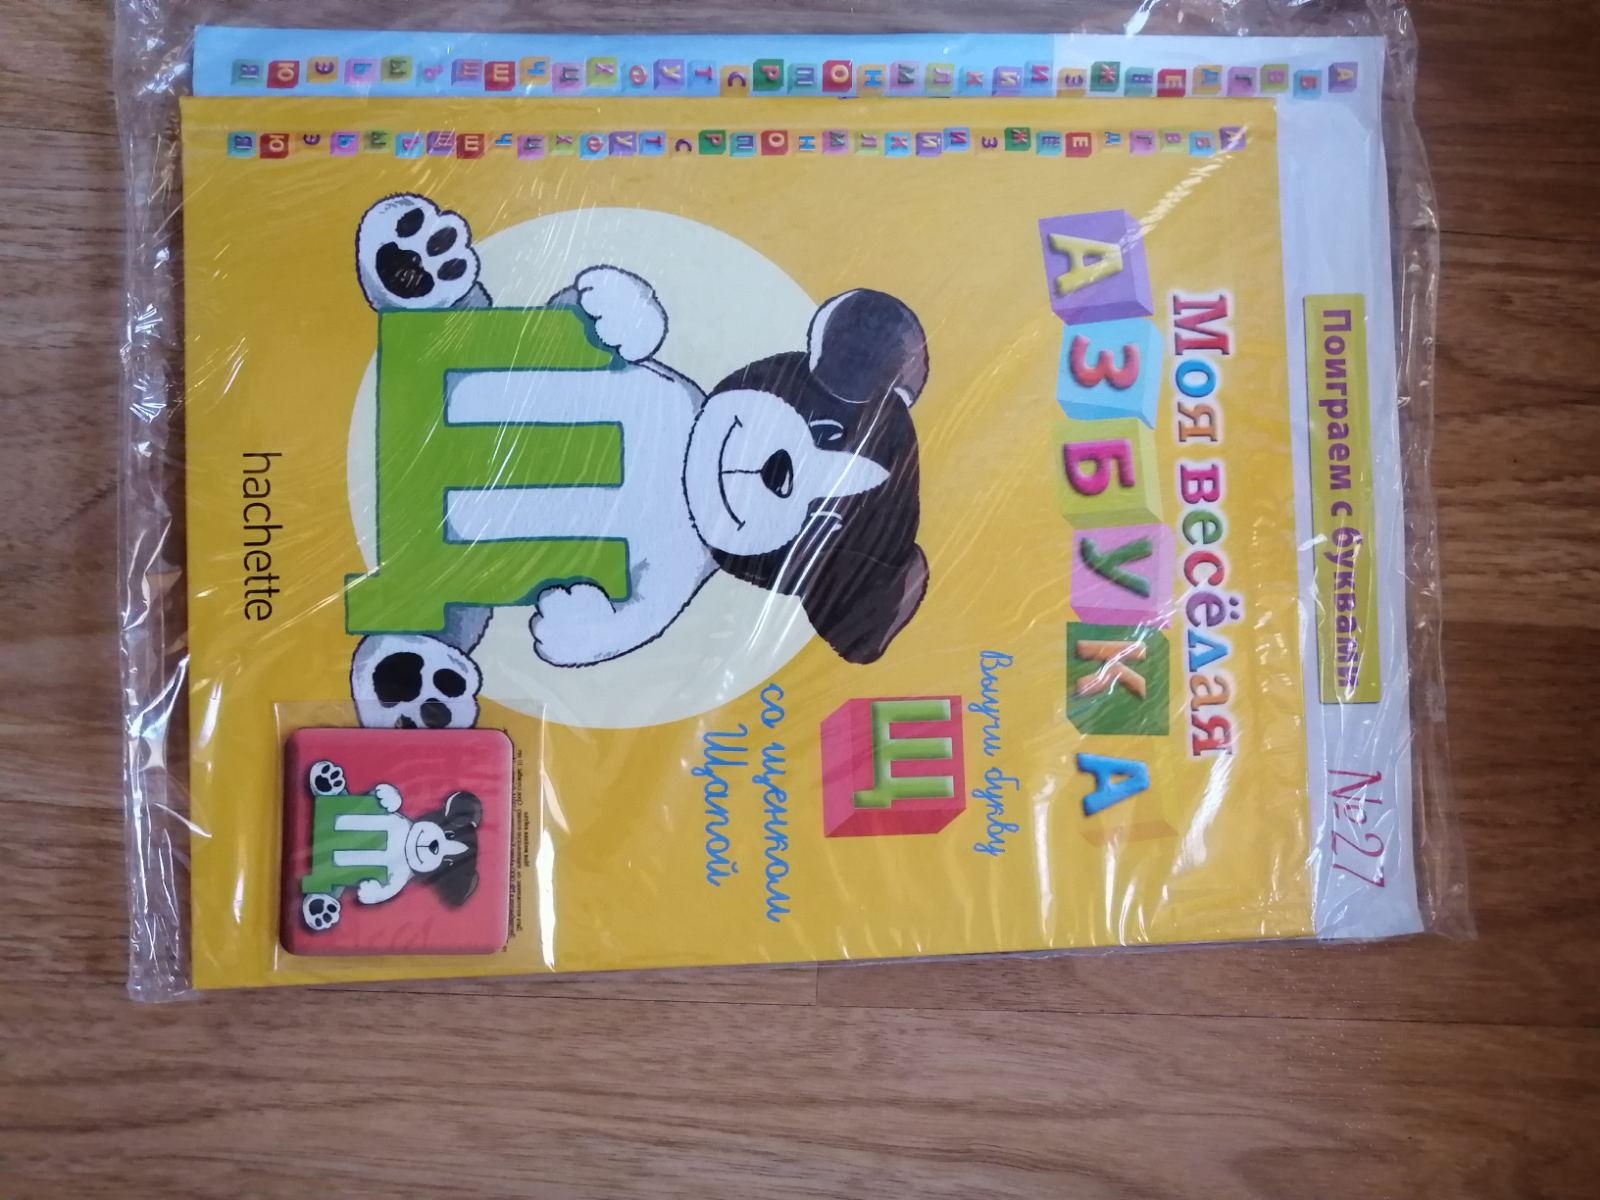 Поиграем с буквами №27
А Б В Г Д Е Ё Ж З И Й К Л М Н О П Р С Т У Ф Х Ц Ч Ш Щ Ъ Ы Ь Э Ю Я
Моя весёлая
АЗБУКА
Выучи букву
Щ
со щенком
Щапой
А Б В Г Д Е Ё Ж З И Й К Л М Н О П Р С Т У Ф Х Ц Ч Ш Щ Ъ Ы Ь Э Ю Я
Щ
Щ
hachette